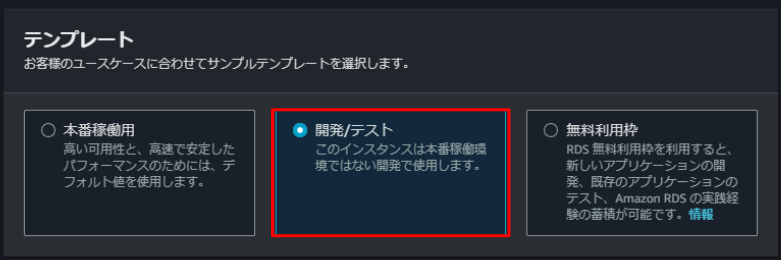 テンプレート
お客様のユースケースに合わせてサンプルテンプレートを選択します。
本番稼働用
高い可用性と、高速で安定した
パフォーマンスのためには、デ
フォルト値を使用します。
開発/テスト
このインスタンスは本番稼働環
境ではない開発で使用します。
無料利用枠
RDS 無料利用枠を利用すると、
新しいアプリケーションの開
発、既存のアプリケーションの
テスト、Amazon RDS の実践経
験の蓄積が可能です。情報